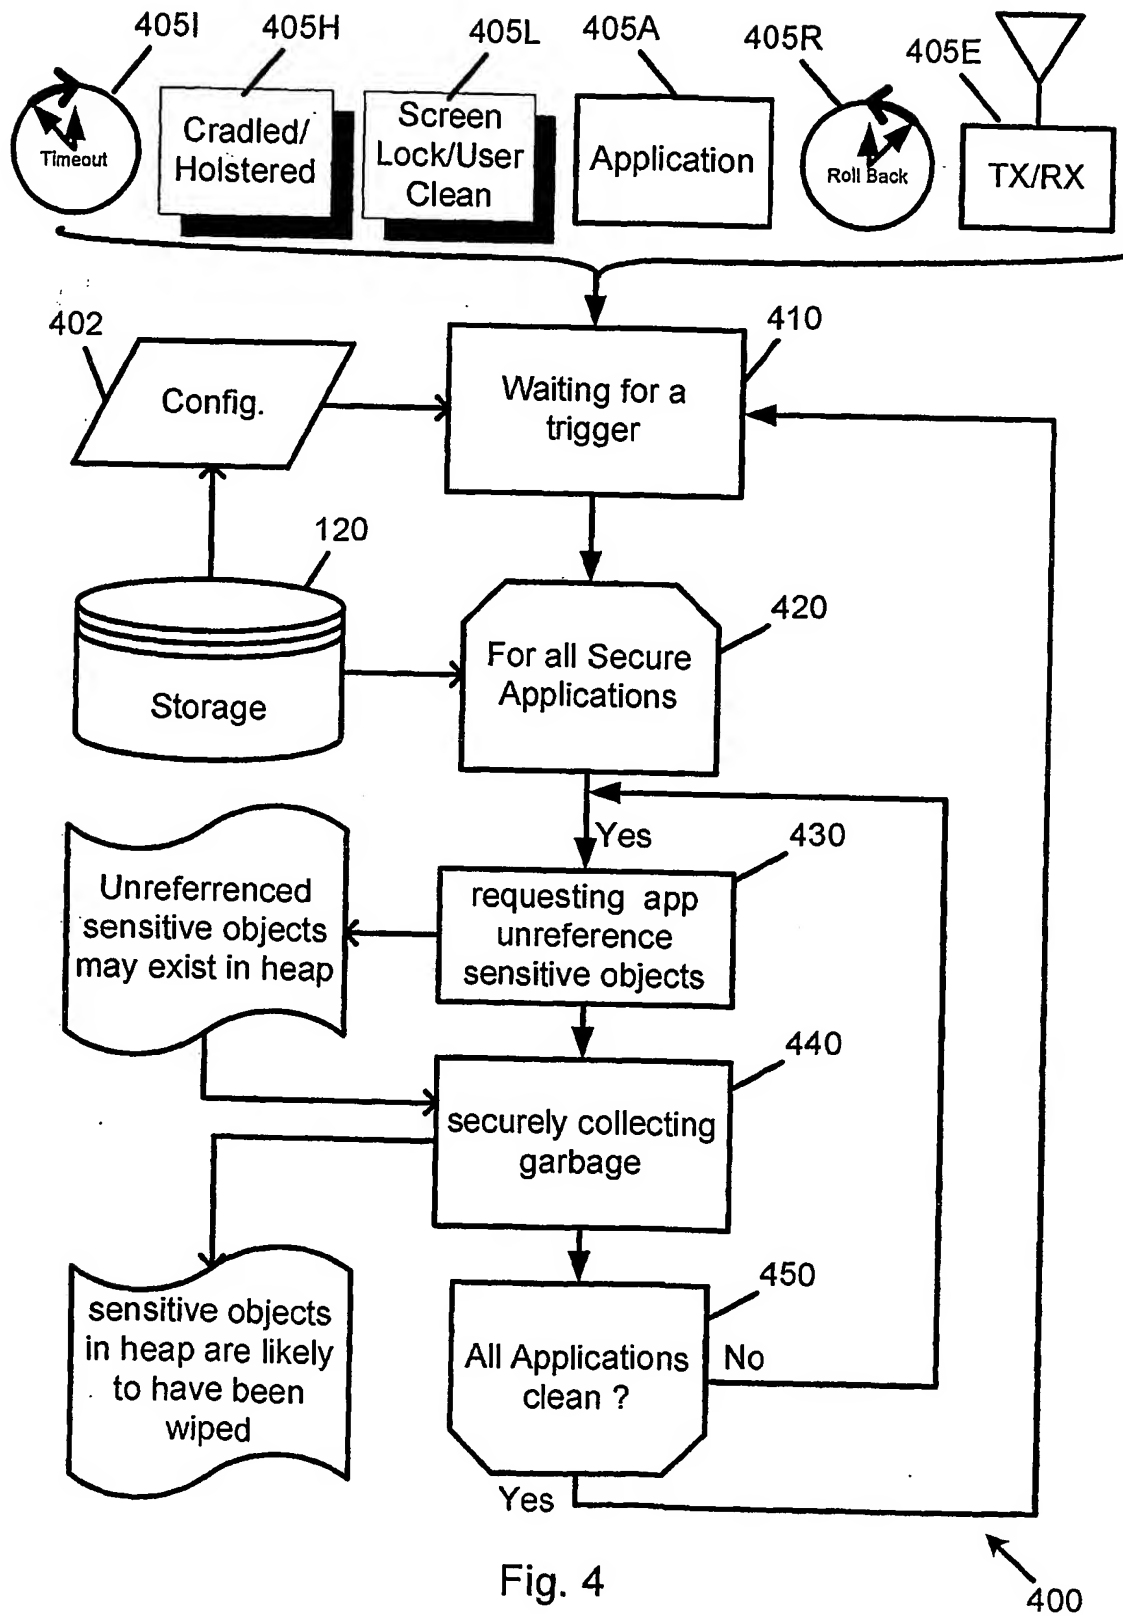 405I
405H
405L
405A
405R
405E
Timeout
Cradled/
Holstered
Screen
Lock/User
Clean
Application
Roll Back
TX/RX
402
Config.
410
Waiting for a
trigger
120
Storage
420
For all Secure
Applications
Yes
430
Unreferrenced
sensitive objects
may exist in heap
requesting app
unreference
sensitive objects
440
securely collecting
garbage
450
sensitive objects
in heap are likely
to have been
wiped
All Applications
clean ?
No
Yes
Fig. 4
400